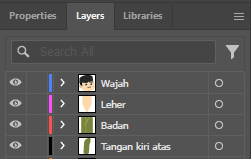 Properties Layers Libraries
Search All
Wajah
Leher
Badan
Tangan kiri atas